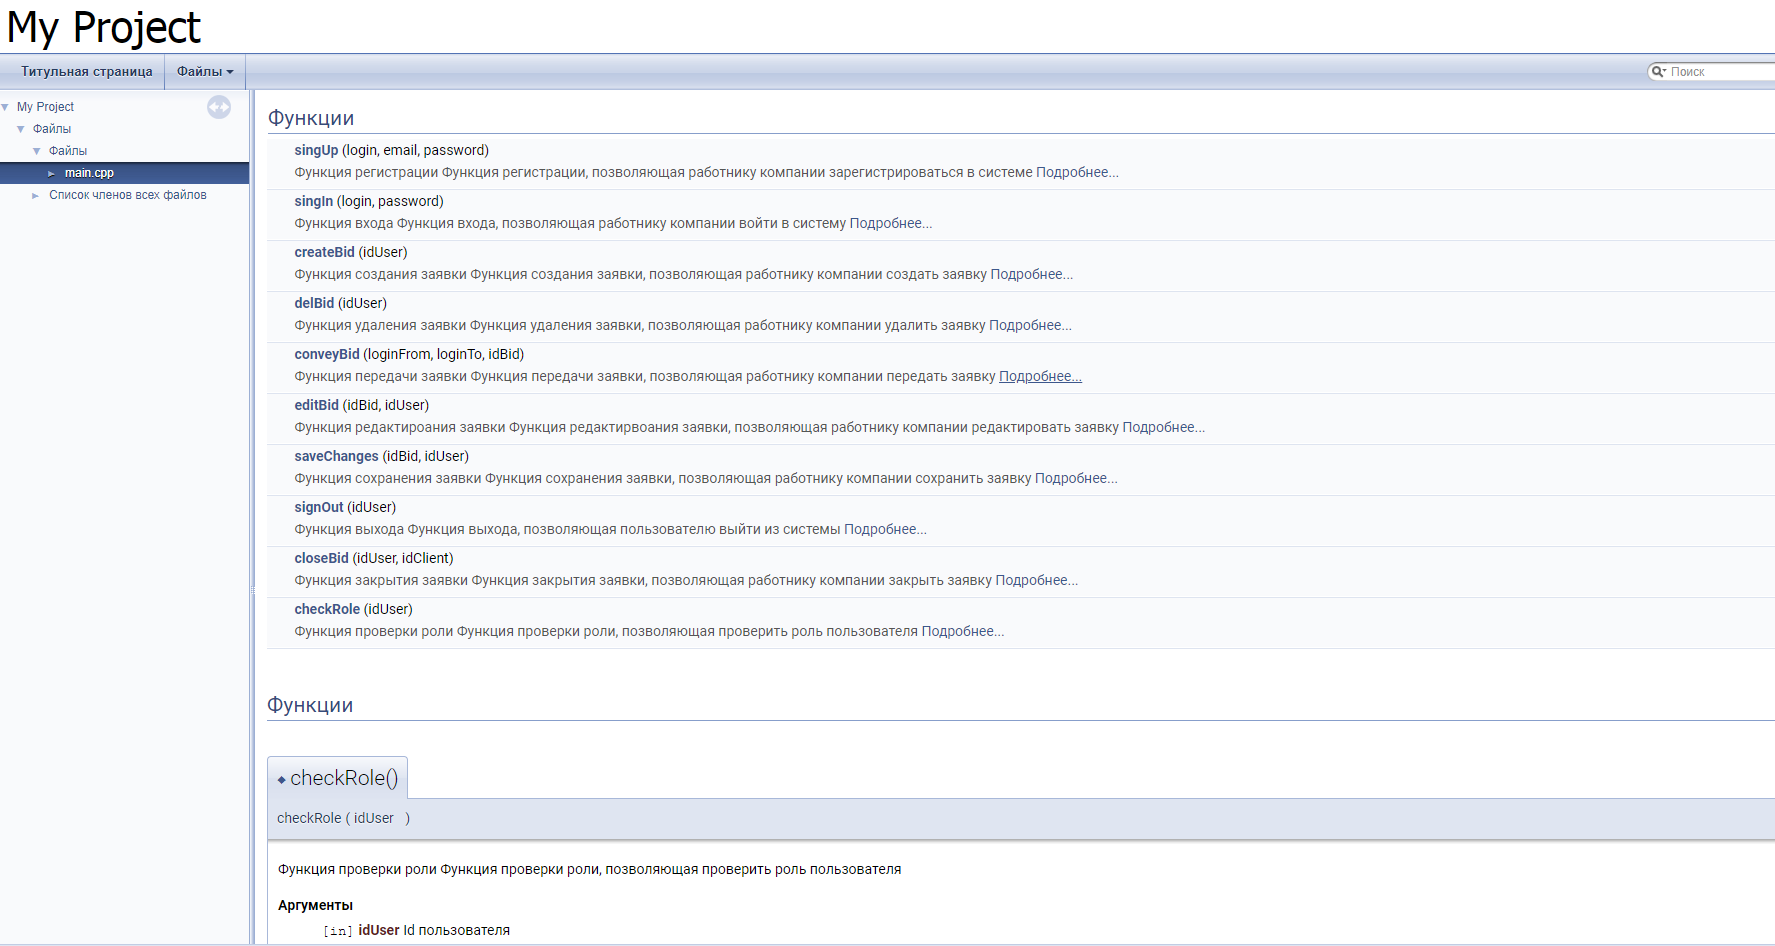 My Project
Титульная страница
Файлы
Поиск
My Project
Файлы
Файлы
main.cpp
Список членов всех файлов
Функции
singUp (login, email, password)
Функция регистрации Функция регистрации, позволяющая работнику компании зарегистрироваться в системе Подробнее...
singIn (login, password)
Функция входа Функция входа, позволяющая работнику компании войти в систему Подробнее...
createBid (idUser)
Функция создания заявки Функция создания заявки, позволяющая работнику компании создать заявку Подробнее...
delBid (idUser)
Функция удаления заявки Функция удаления заявки, позволяющая работнику компании удалить заявку Подробнее...
conveyBid (loginFrom, loginTo, idBid)
Функция передачи заявки Функция передачи заявки, позволяющая работнику компании передать заявку Подробнее...
editBid (idBid, idUser)
Функция редактироания заявки Функция редактирвоания заявки, позволяющая работнику компании редактировать заявку Подробнее...
saveChanges (idBid, idUser)
Функция сохранения заявки Функция сохранения заявки, позволяющая работнику компании сохранить заявку Подробнее...
signOut (idUser)
Функция выхода Функция выхода, позволяющая пользователю выйти из системы Подробнее...
closeBid (idUser, idClient)
Функция закрытия заявки Функция закрытия заявки, позволяющая работнику компании закрыть заявку Подробнее...
checkRole (idUser)
Функция проверки роли Функция проверки роли, позволяющая проверить роль пользователя Подробнее...
Функции
◆ checkRole()
checkRole ( idUser )
Функция проверки роли Функция проверки роли, позволяющая проверить роль пользователя
Аргументы
[in] idUser Id пользователя